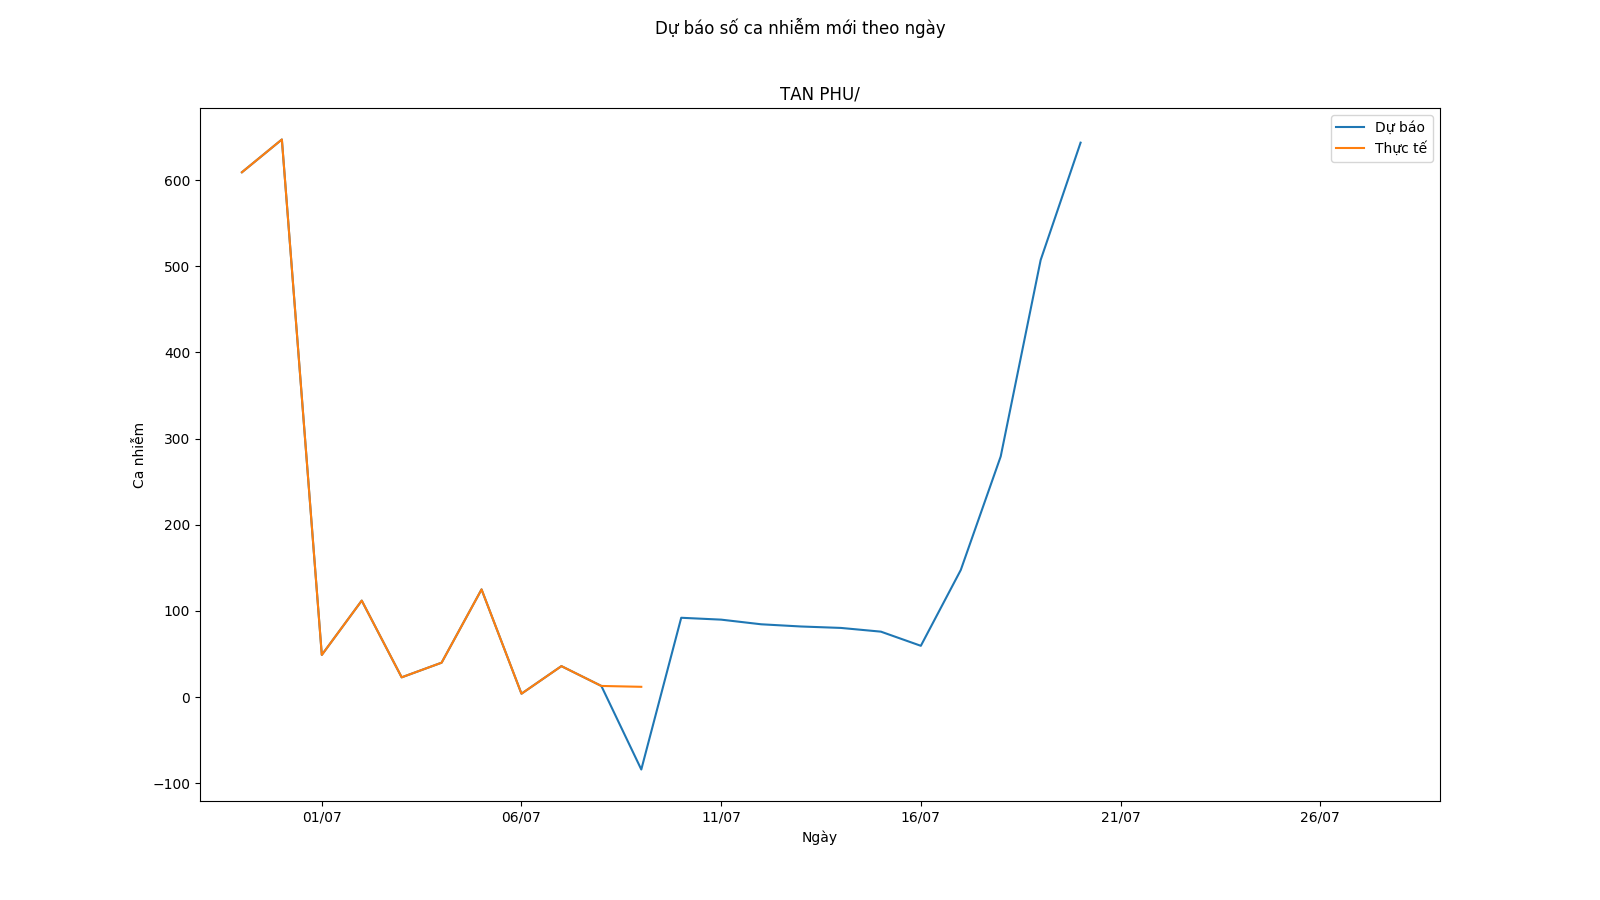 Dự báo số ca nhiễm mới theo ngày
TAN PHU/
Dự báo
Thực tế
600
500
400
300
200
100
0
−100
Ca nhiễm
01/07
06/07
11/07
16/07
21/07
26/07
Ngày